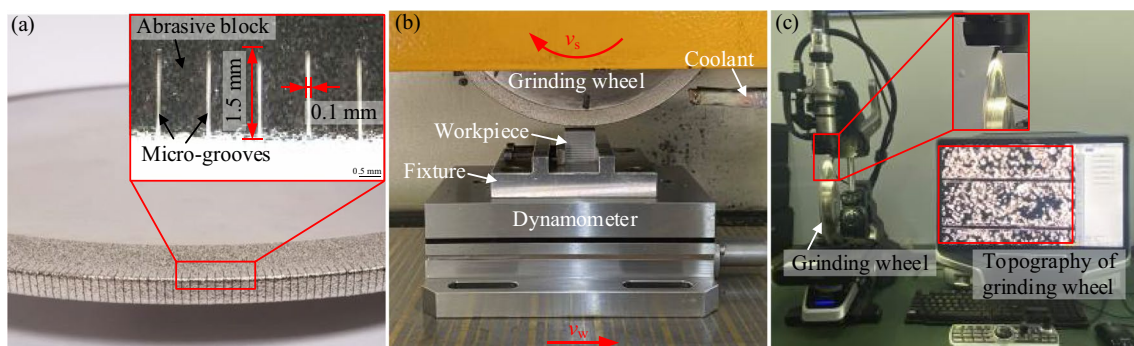 (a)
Abrasive block
1.5 mm
0.1 mm
Micro-grooves
0.5 mm
(b)
vs
Grinding wheel
Coolant
Workpiece
Fixture
Dynamometer
vw
(c)
Grinding wheel
Topography of
grinding wheel